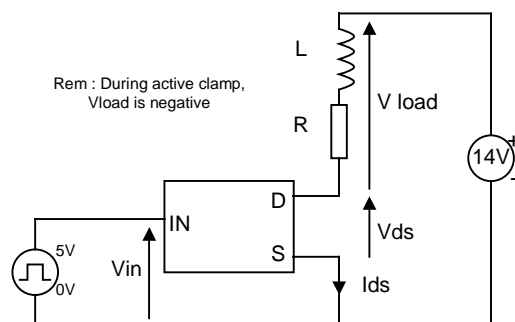 Rem : During active clamp,
Vload is negative
L
R
V load
14V
+
-
D
IN
S
Vds
Vin
Ids
5V
0V